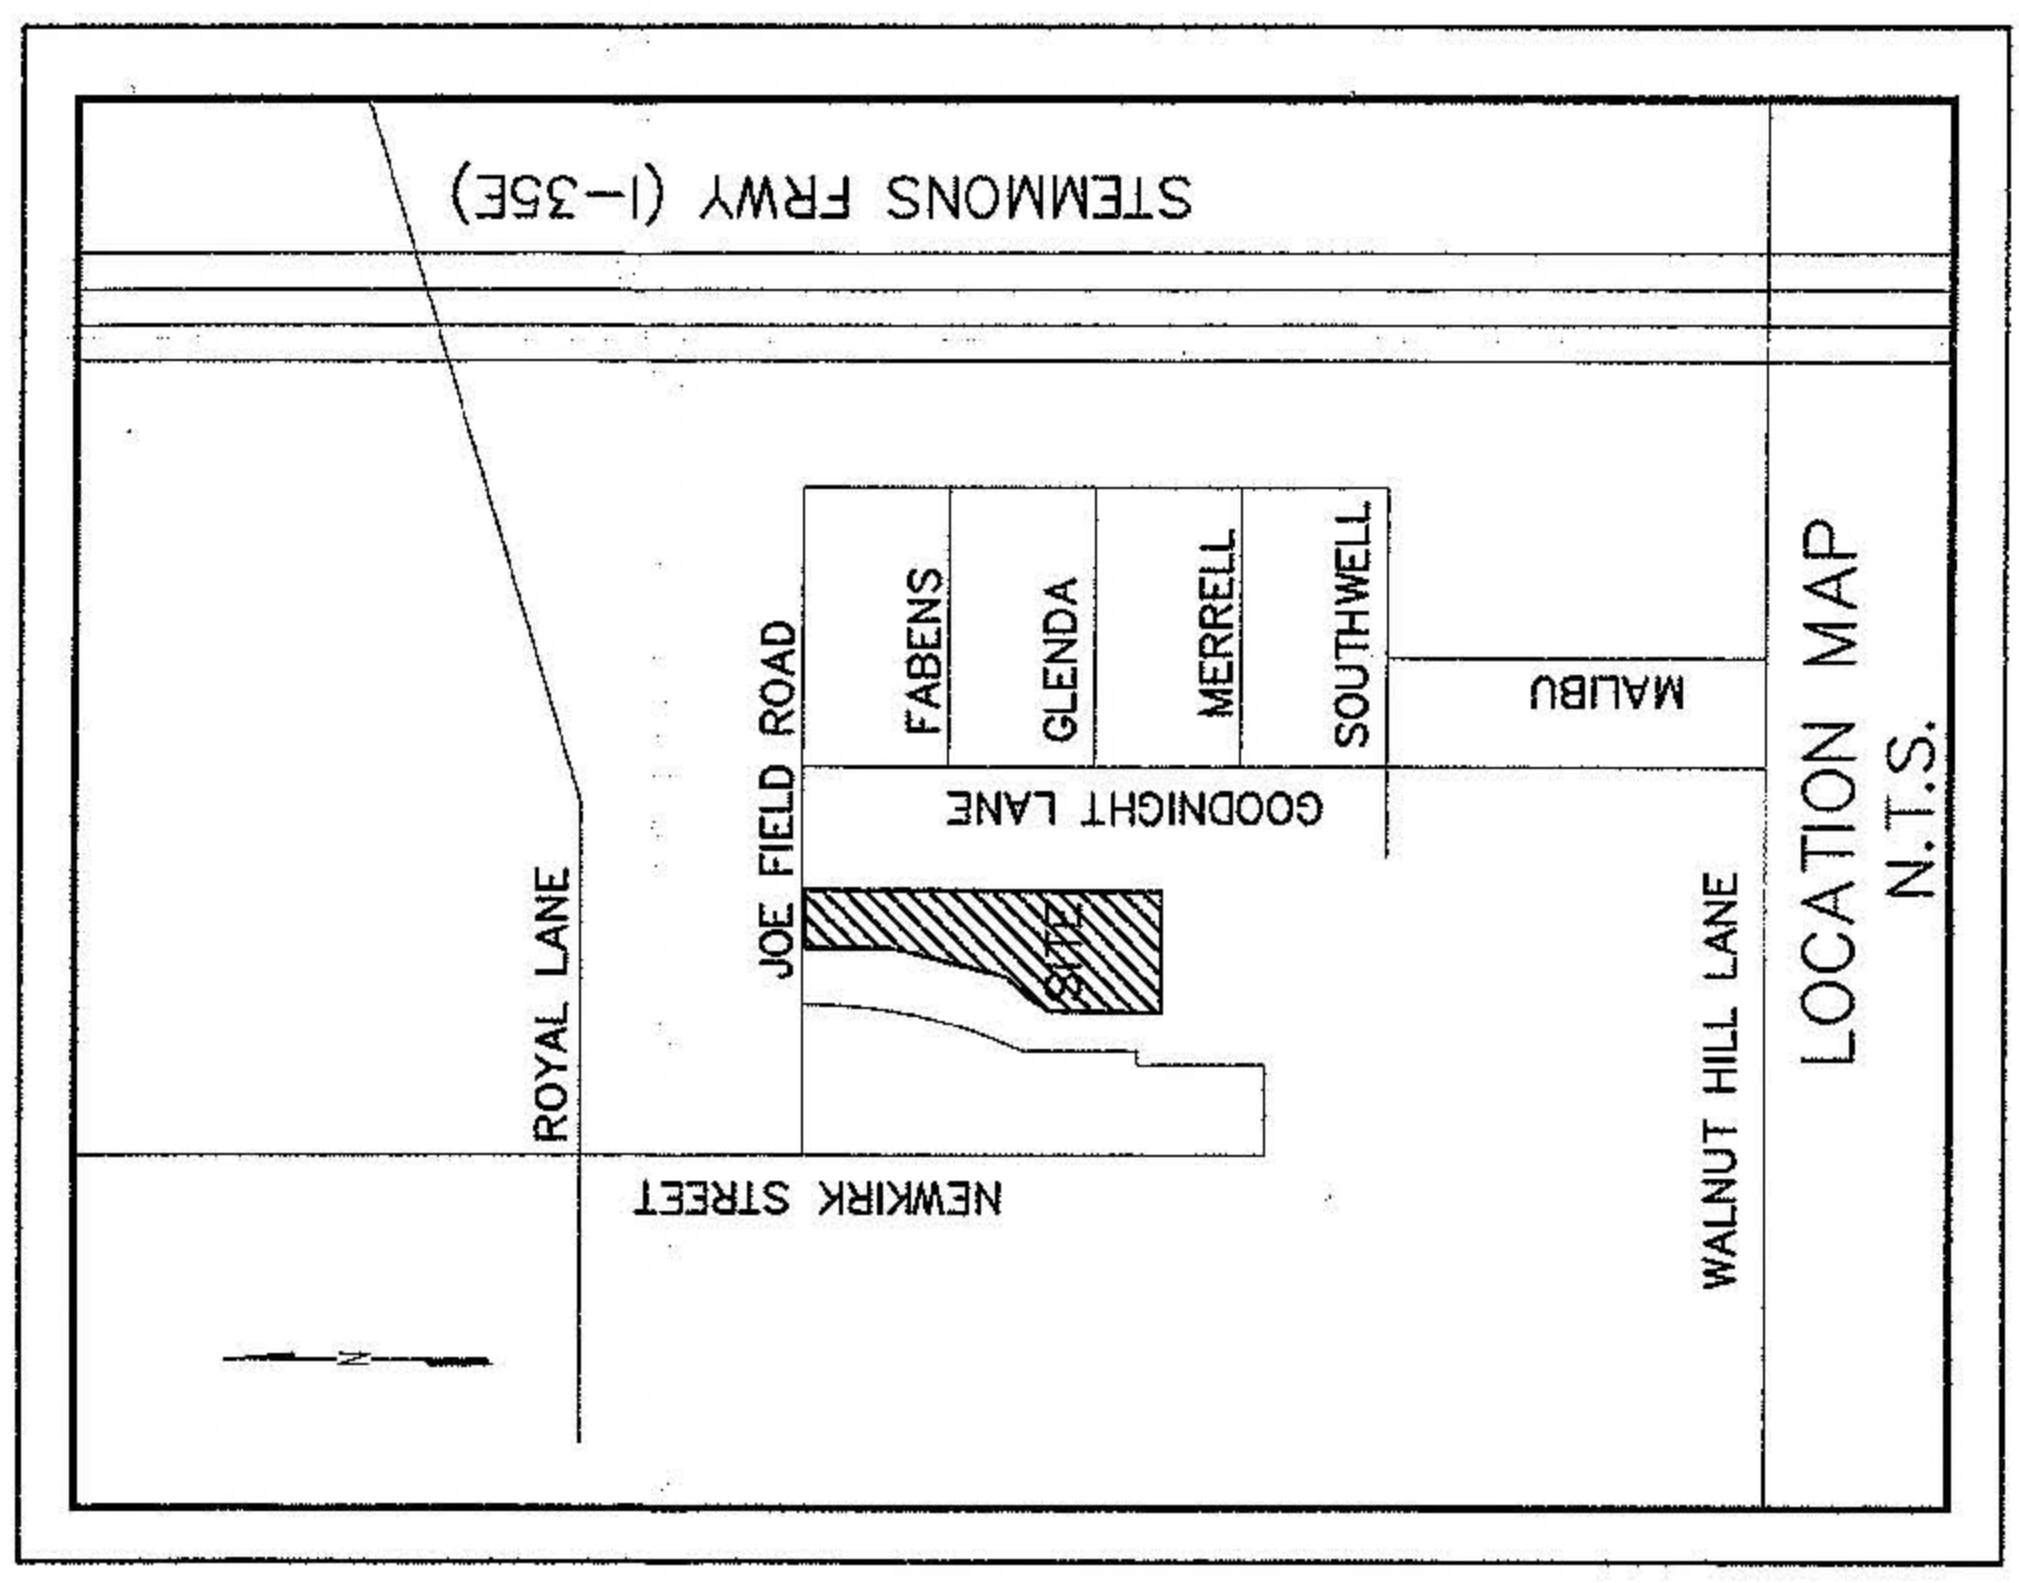 STEMMONS FRWY (I-35E)
ROYAL LANE
JOE FIELD ROAD
FABENS
GLENDA
MERRELL
SOUTHWELL
MALIBU
GOODNIGHT LANE
SITE
NEWKIRK STREET
WALNUT HILL LANE
N
LOCATION MAP
N.T.S.